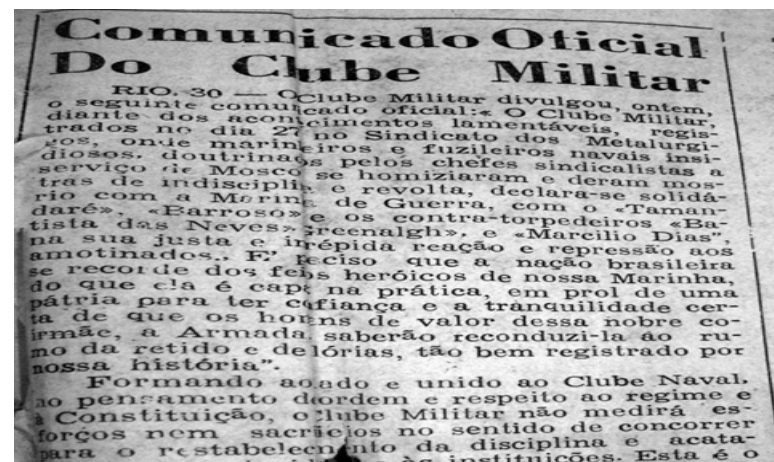 Comunicado Oficial
Do Clube Militar
RIO, 30 — O Clube Militar divulgou, ontem,
o seguinte comunicado oficial:« O Clube Militar,
diante dos acontecimentos lamentáveis, regis-
trados no dia 27 no Sindicato dos Metalurgi-
gos, onde marinheiros e fuzileiros navais insi-
diosos, doutrinados pelos chefes sindicalistas a
serviço de Moscou se homiziaram e deram mos-
tras de indisciplina e revolta, declara-se solidá-
rio com a Marinha de Guerra, com o «Taman-
daré», «Barroso» e os contra-torpedeiros «Ba-
tista das Neves» Greenalgh», e «Marcilio Dias",
na sua justa e intrépida reação e repressão aos
amotinados. E' preciso que a nação brasileira
se recorde dos feitos heróicos de nossa Marinha,
do que ela é capaz na prática, em prol de uma
pátria para ter confiança e a tranquilidade cer-
ta de que os homens de valor dessa nobre co-
irmãe, a Armada saberão reconduzi-la ao ru-
mo da retido e de glórias, tão bem registrado por
nossa história".
Formando ao lado e unido ao Clube Naval,
ao pensamento de ordem e respeito ao regime e
à Constituição, o Clube Militar não medirá es-
forços nem sacrifícios no sentido de concorrer
para o restabelecimento da disciplina e acata-
às instituições. Esta é o